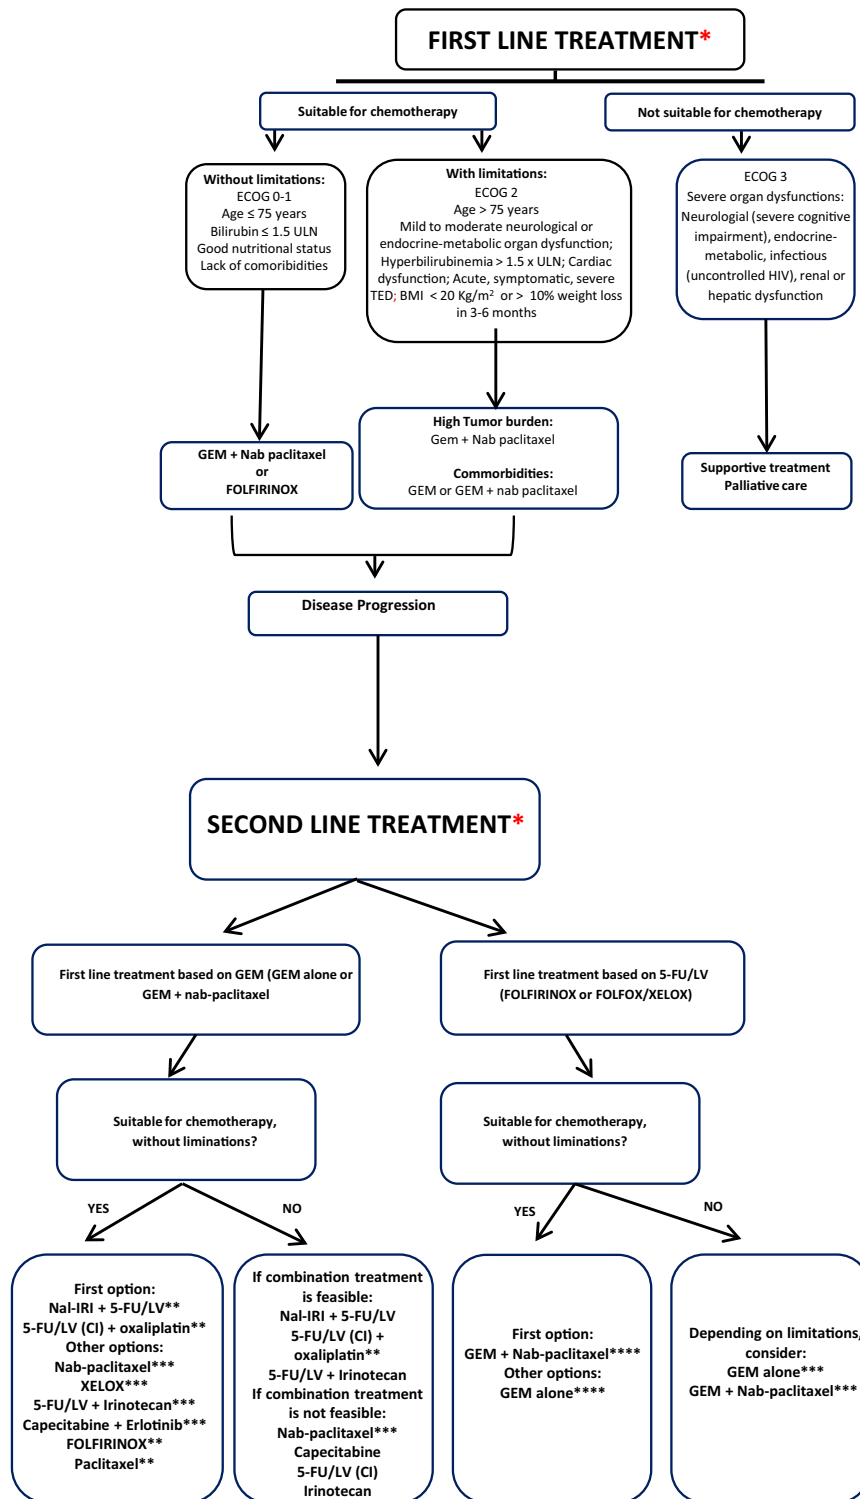 FIRST LINE TREATMENT*
Suitable for chemotherapy
Not suitable for chemotherapy
Without limitations:
ECOG 0-1
Age ≤ 75 years
Bilirubin ≤ 1.5 ULN
Good nutritional status
Lack of comoribidities
With limitations:
ECOG 2
Age > 75 years
Mild to moderate neurological or
endocrine-metabolic organ dysfunction;
Hyperbilirubinemia > 1.5 x ULN; Cardiac
dysfunction; Acute, symptomatic, severe
TED; BMI < 20 Kg/m² or > 10% weight loss
in 3-6 months
ECOG 3
Severe organ dysfunctions:
Neurologial (severe cognitive
impairment), endocrine-
metabolic, infectious
(uncontrolled HIV), renal or
hepatic dysfunction
GEM + Nab paclitaxel
or
FOLFIRINOX
High Tumor burden:
Gem + Nab paclitaxel
Commorbidities:
GEM or GEM + nab paclitaxel
Supportive treatment
Palliative care
Disease Progression
SECOND LINE TREATMENT*
First line treatment based on GEM (GEM alone or
GEM + nab-paclitaxel
First line treatment based on 5-FU/LV
(FOLFIRINOX or FOLFOX/XELOX)
Suitable for chemotherapy,
without liminations?
Suitable for chemotherapy,
without liminations?
YES
NO
YES
NO
First option:
Nal-IRI + 5-FU/LV**
5-FU/LV (CI) + oxaliplatin**
Other options:
Nab-paclitaxel***
XELOX***
5-FU/LV + Irinotecan***
Capecitabine + Erlotinib***
FOLFIRINOX**
Paclitaxel**
If combination treatment
is feasible:
Nal-IRI + 5-FU/LV
5-FU/LV (CI) +
oxaliplatin**
5-FU/LV + Irinotecan
If combination treatment
is not feasible:
Nab-paclitaxel***
Capecitabine
5-FU/LV (CI)
Irinotecan
First option:
GEM + Nab-paclitaxel****
Other options:
GEM alone****
Depending on limitations,
consider:
GEM alone***
GEM + Nab-paclitaxel***